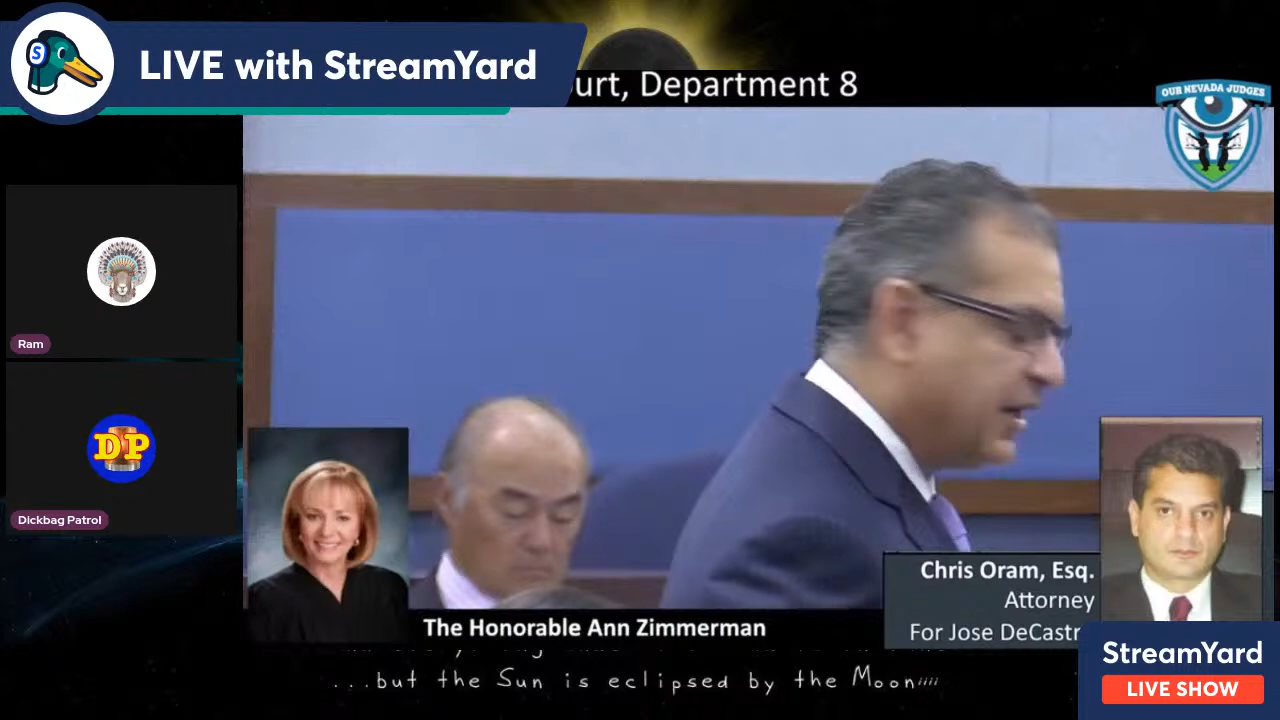 LIVE with StreamYard
urt, Department 8
OUR NEVADA JUDGES
Ram
DP
Dickbag Patrol
Chris Oram, Esq.
Attorney
For Jose DeCastr
The Honorable Ann Zimmerman
...but the Sun is eclipsed by the Moon
StreamYard
LIVE SHOW